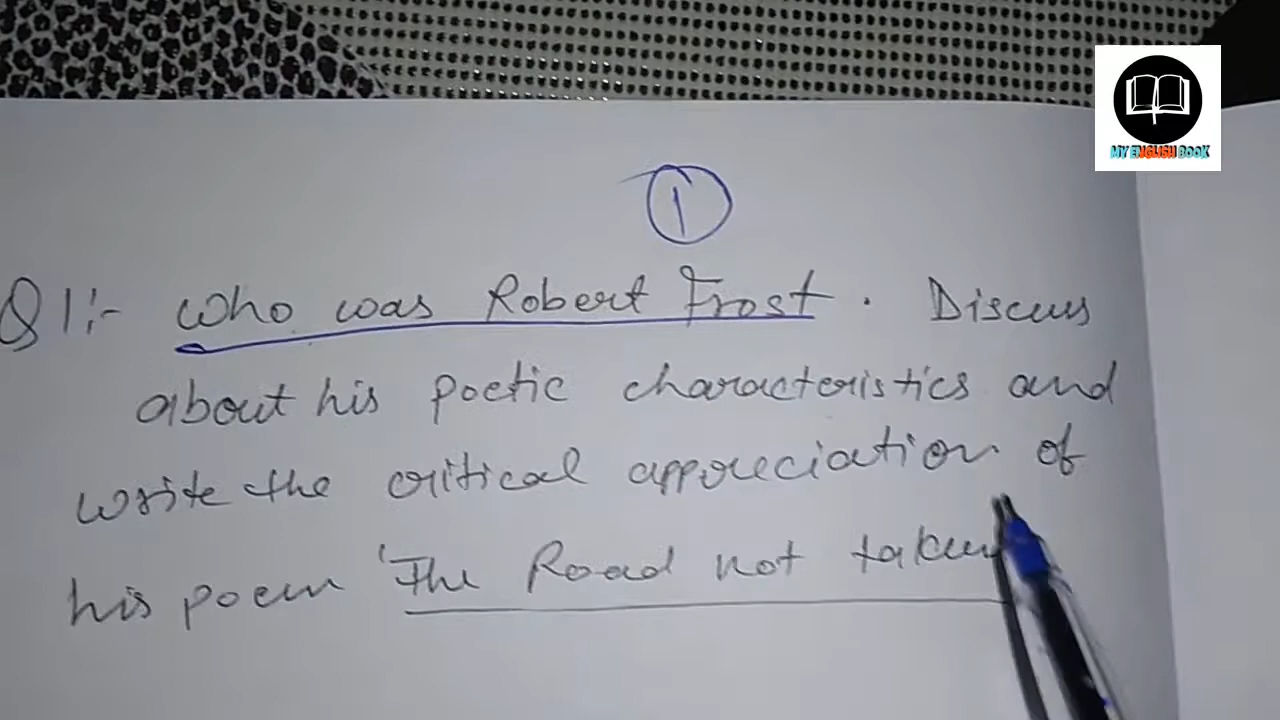 MY ENGLISH BOOK
1
Q1:- Who was Robert Frost. Discuss
about his poetic characteristics and
write the critical appreciation of
his poem 'The Road not taken